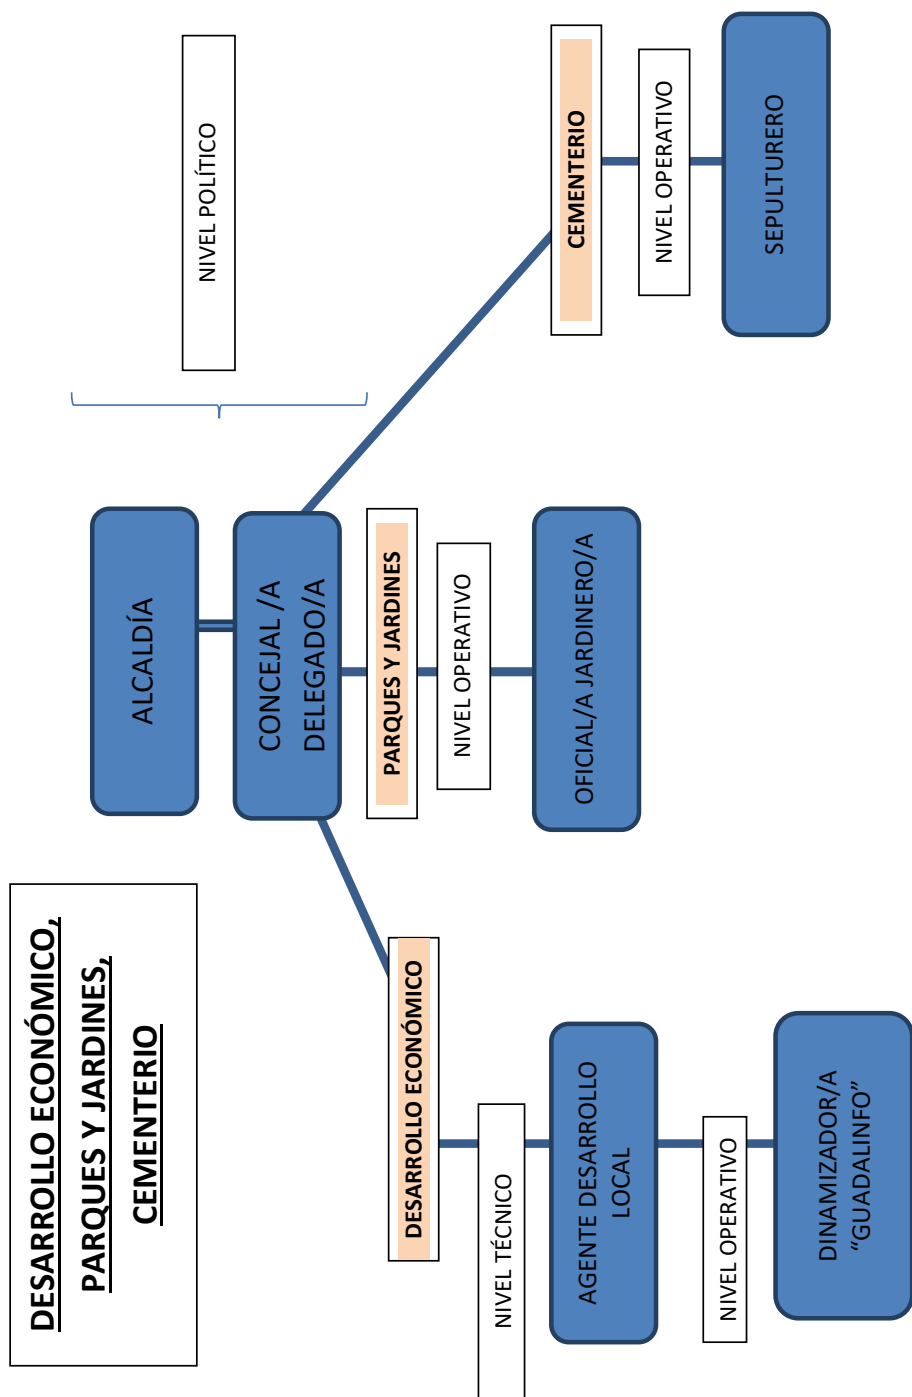 DESARROLLO ECONÓMICO,
PARQUES Y JARDINES,
CEMENTERIO
ALCALDÍA
NIVEL POLÍTICO
CONCEJAL /A
DELEGADO/A
DESARROLLO ECONÓMICO
NIVEL TÉCNICO
AGENTE DESARROLLO
LOCAL
NIVEL OPERATIVO
DINAMIZADOR/A
“GUADALINFO”
PARQUES Y JARDINES
NIVEL OPERATIVO
OFICIAL/A JARDINERO/A
CEMENTERIO
NIVEL OPERATIVO
SEPULTURERO